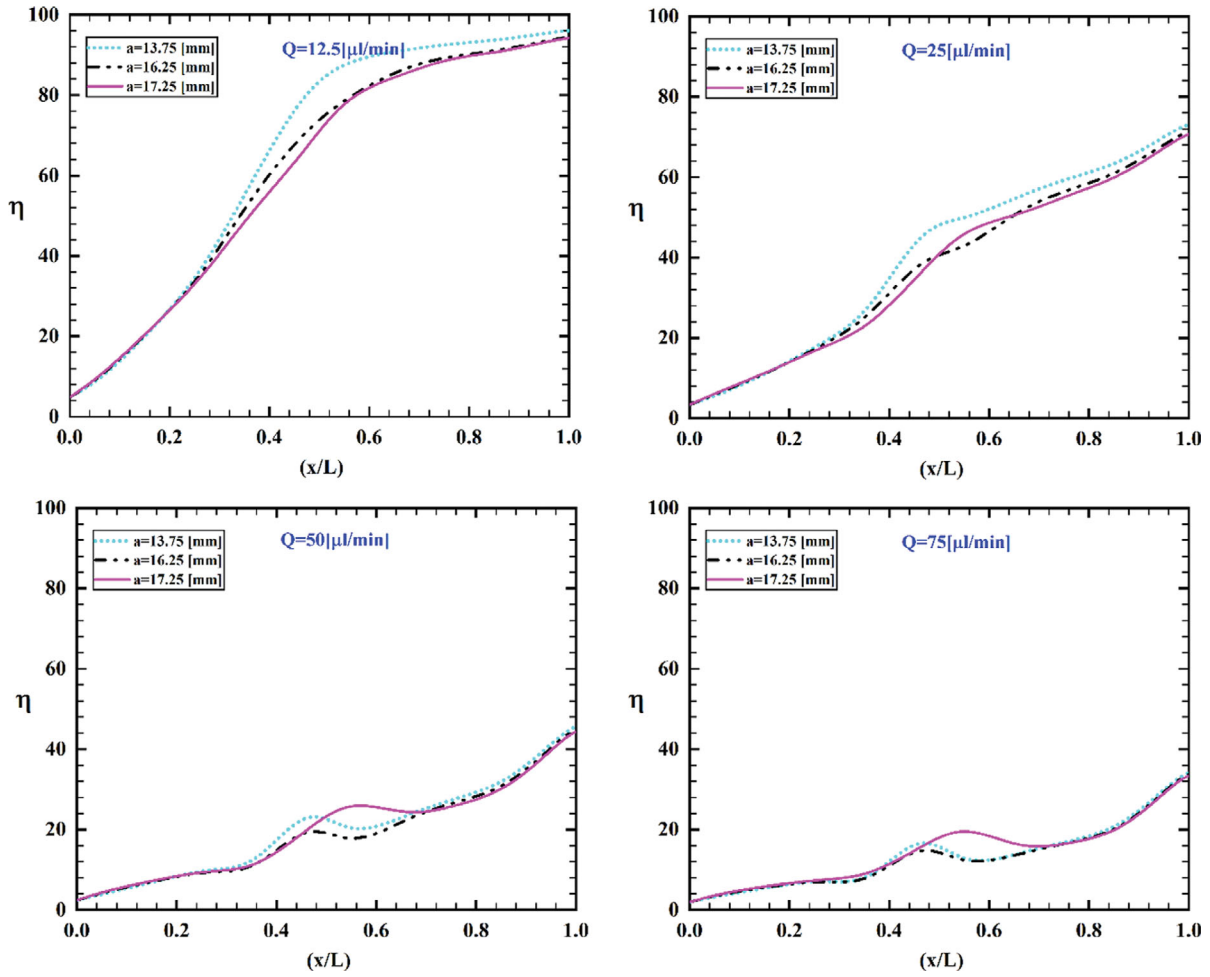 100
80
60
40
20
0
η
a=13.75 [mm]
a=16.25 [mm]
a=17.25 [mm]
Q=12.5[μl/min]
0.0 0.2 0.4 0.6 0.8 1.0
(x/L)
100
80
60
40
20
0
η
a=13.75 [mm]
a=16.25 [mm]
a=17.25 [mm]
Q=25[μl/min]
0.0 0.2 0.4 0.6 0.8 1.0
(x/L)
100
80
60
40
20
0
η
a=13.75 [mm]
a=16.25 [mm]
a=17.25 [mm]
Q=50[μl/min]
0.0 0.2 0.4 0.6 0.8 1.0
(x/L)
100
80
60
40
20
0
η
a=13.75 [mm]
a=16.25 [mm]
a=17.25 [mm]
Q=75[μl/min]
0.0 0.2 0.4 0.6 0.8 1.0
(x/L)